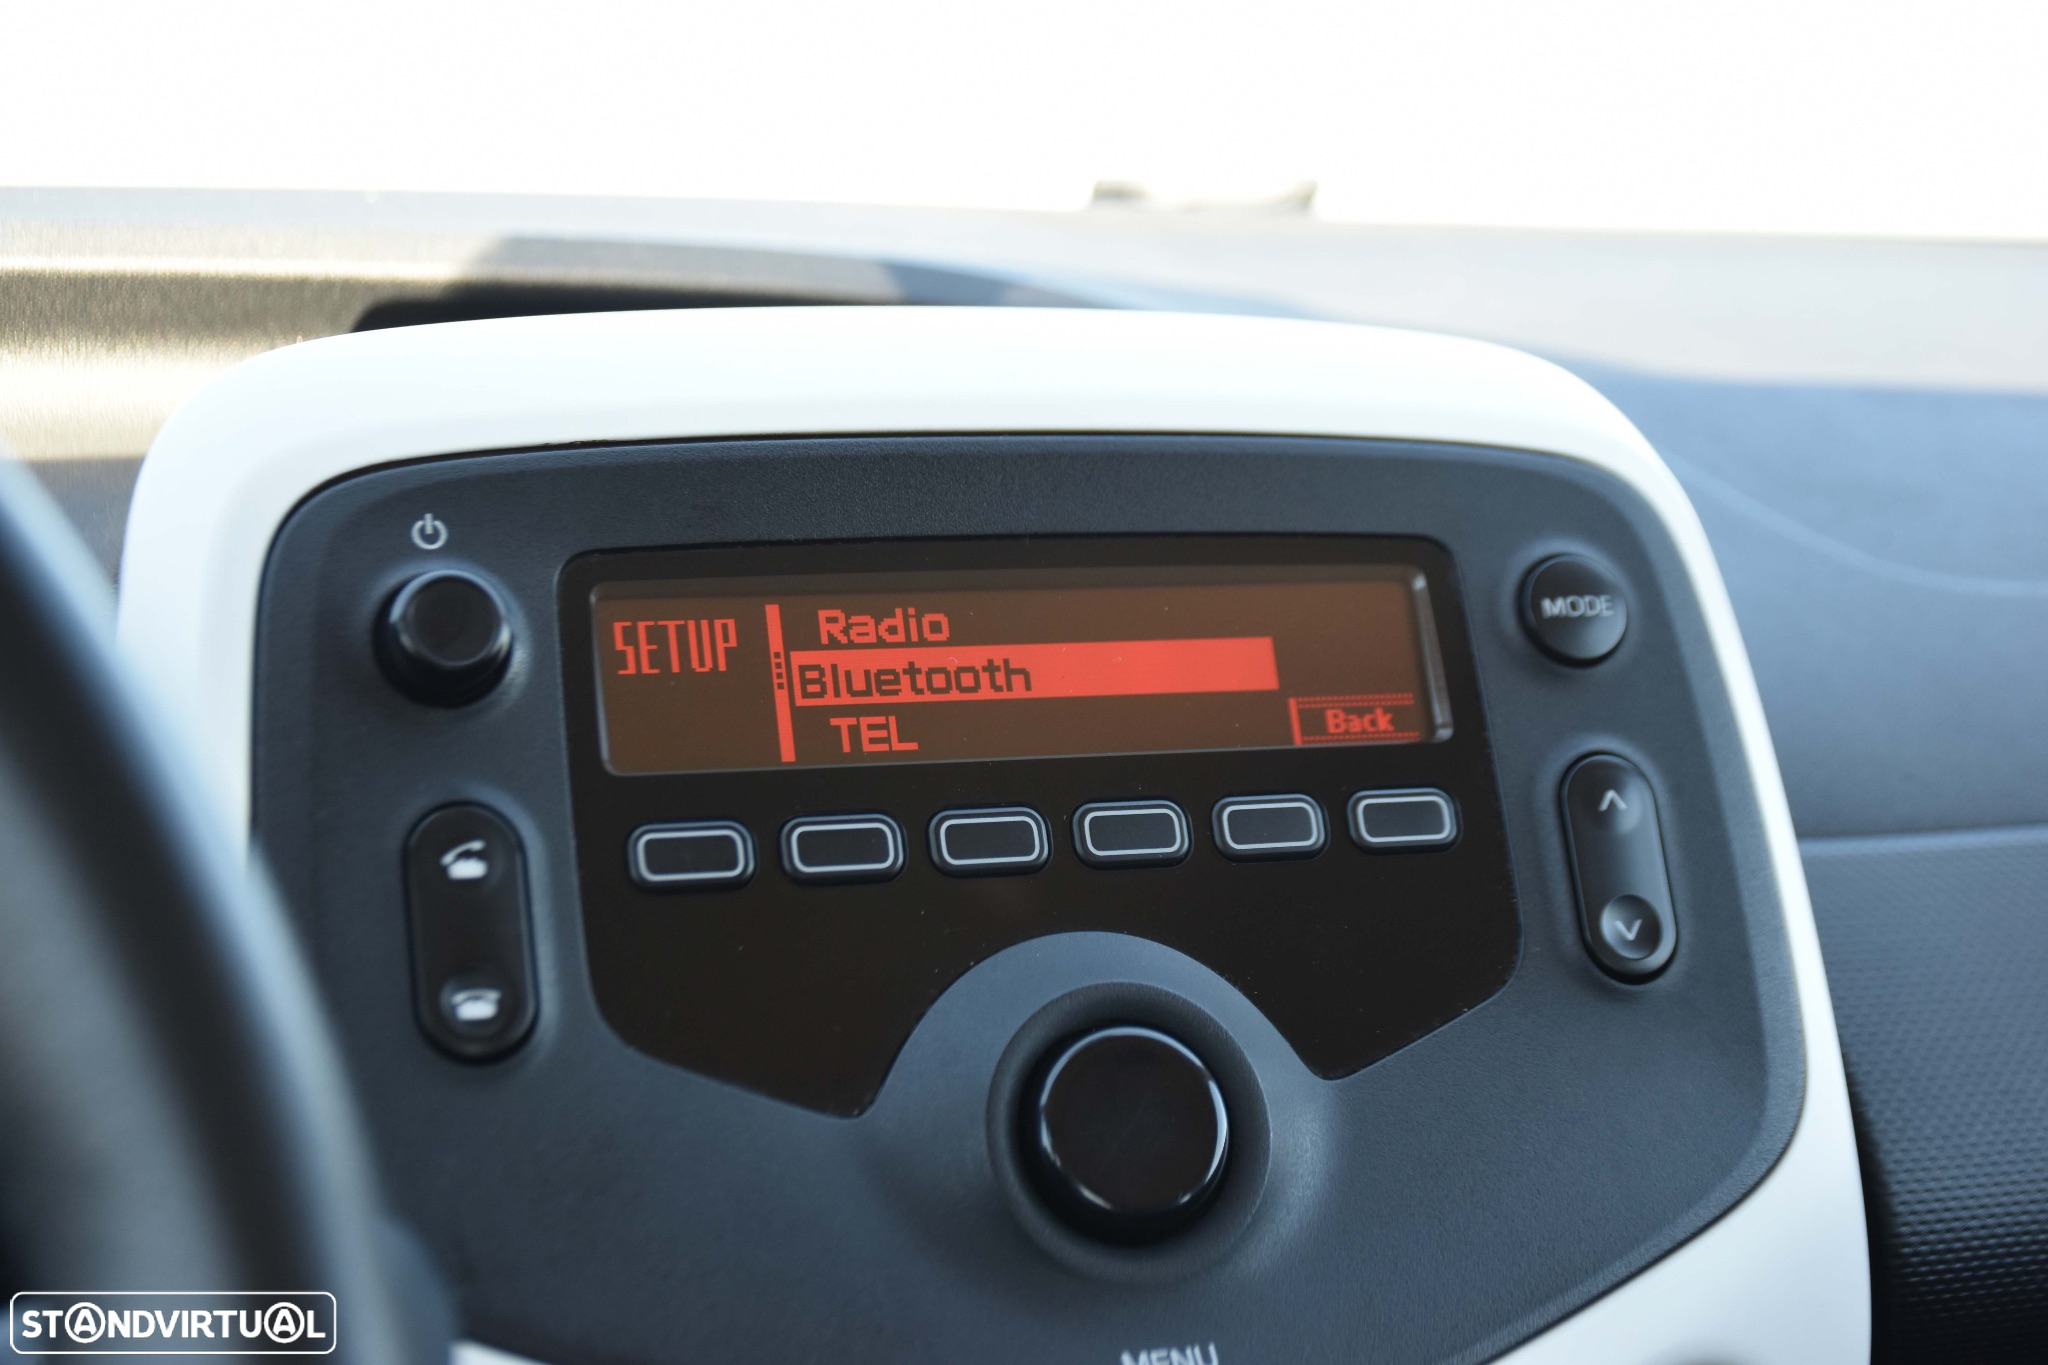 SETUP
Radio
Bluetooth
TEL
Back
MODE
MENU
STANDVIRTUAL